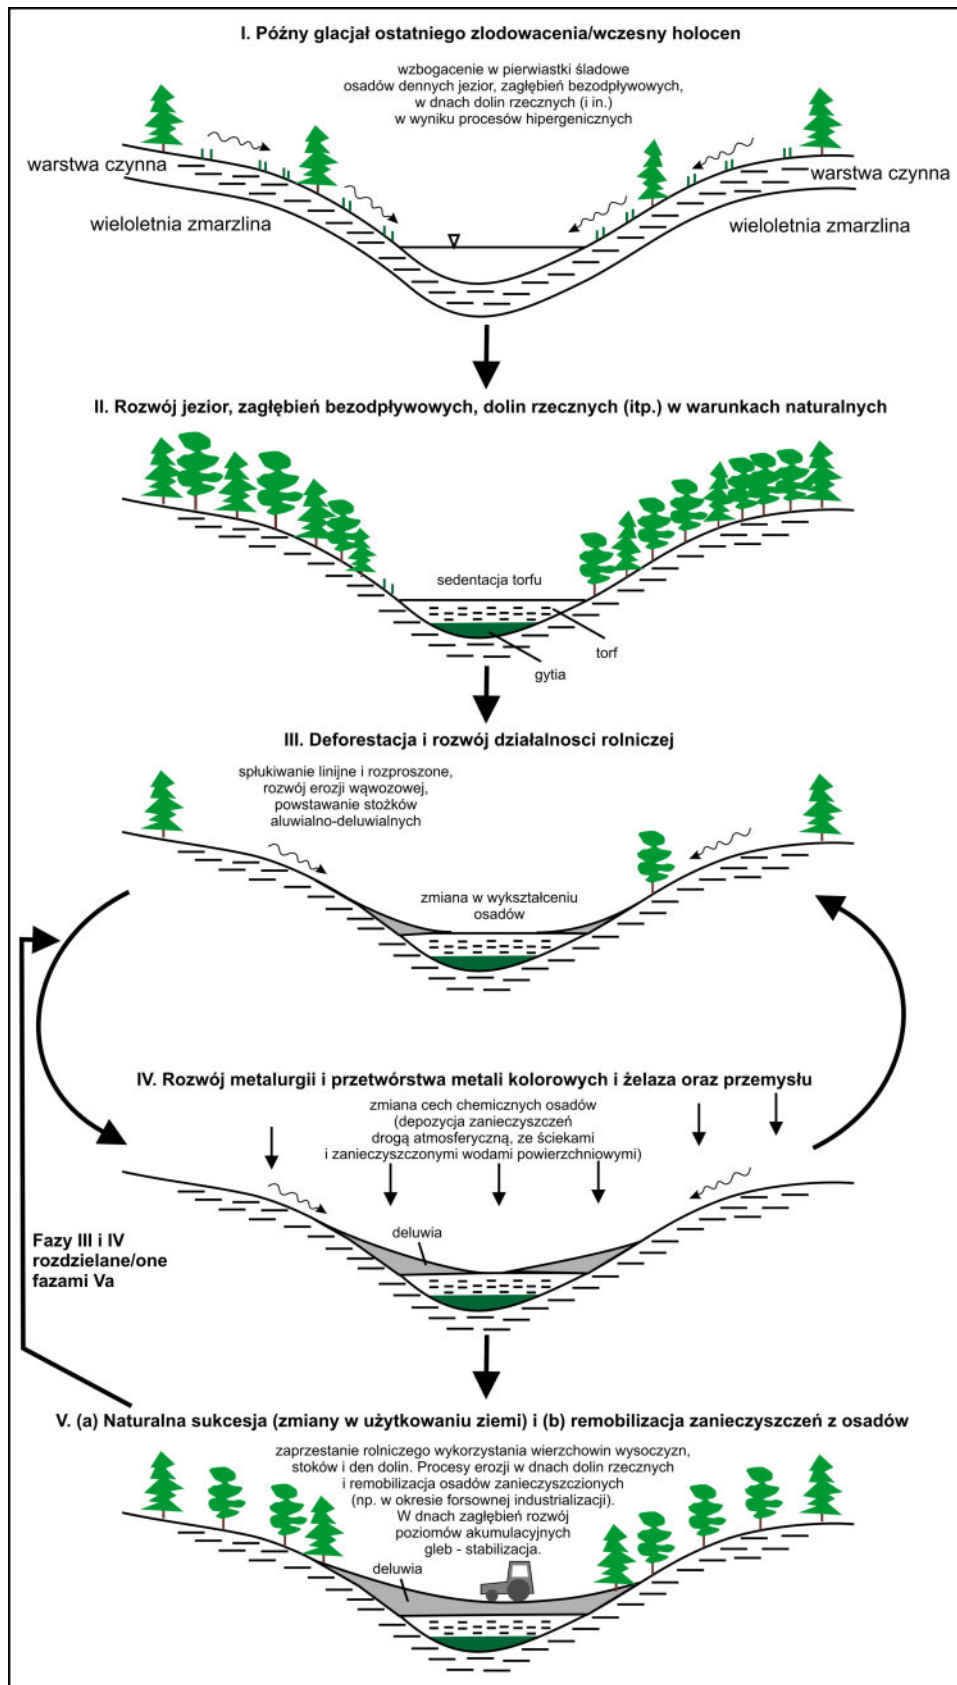 I. Późny glacjał ostatniego zlodowacenia/wczesny holocen
wzbogacenie w pierwiastki śladowe
osadów dennych jezior, zagłębień bezodpływowych,
w dnach dolin rzecznych (i in.)
w wyniku procesów hipergenicznych
warstwa czynna
warstwa czynna
wieloletnia zmarzlina
wieloletnia zmarzlina
II. Rozwój jezior, zagłębień bezodpływowych, dolin rzecznych (itp.) w warunkach naturalnych
sedentacja torfu
torf
gytia
III. Deforestacja i rozwój działalnosci rolniczej
spłukiwanie linijne i rozproszone,
rozwój erozji wąwozowej,
powstawanie stożków
aluwialno-deluwialnych
zmiana w wykształceniu
osadów
IV. Rozwój metalurgii i przetwórstwa metali kolorowych i żelaza oraz przemysłu
zmiana cech chemicznych osadów
(depozycja zanieczyszczeń
drogą atmosferyczną, ze ściekami
i zanieczyszczonymi wodami powierzchniowymi)
deluwia
Fazy III i IV
rozdzielane/one
fazami Va
V. (a) Naturalna sukcesja (zmiany w użytkowaniu ziemi) i (b) remobilizacja zanieczyszczeń z osadów
zaprzestanie rolniczego wykorzystania wierzchowin wysoczyzn,
stoków i den dolin. Procesy erozji w dnach dolin rzecznych
i remobilizacja osadów zanieczyszczionych
(np. w okresie forsownej industrializacji).
W dnach zagłębień rozwój
poziomów akumulacyjnych
gleb - stabilizacja.
deluwia